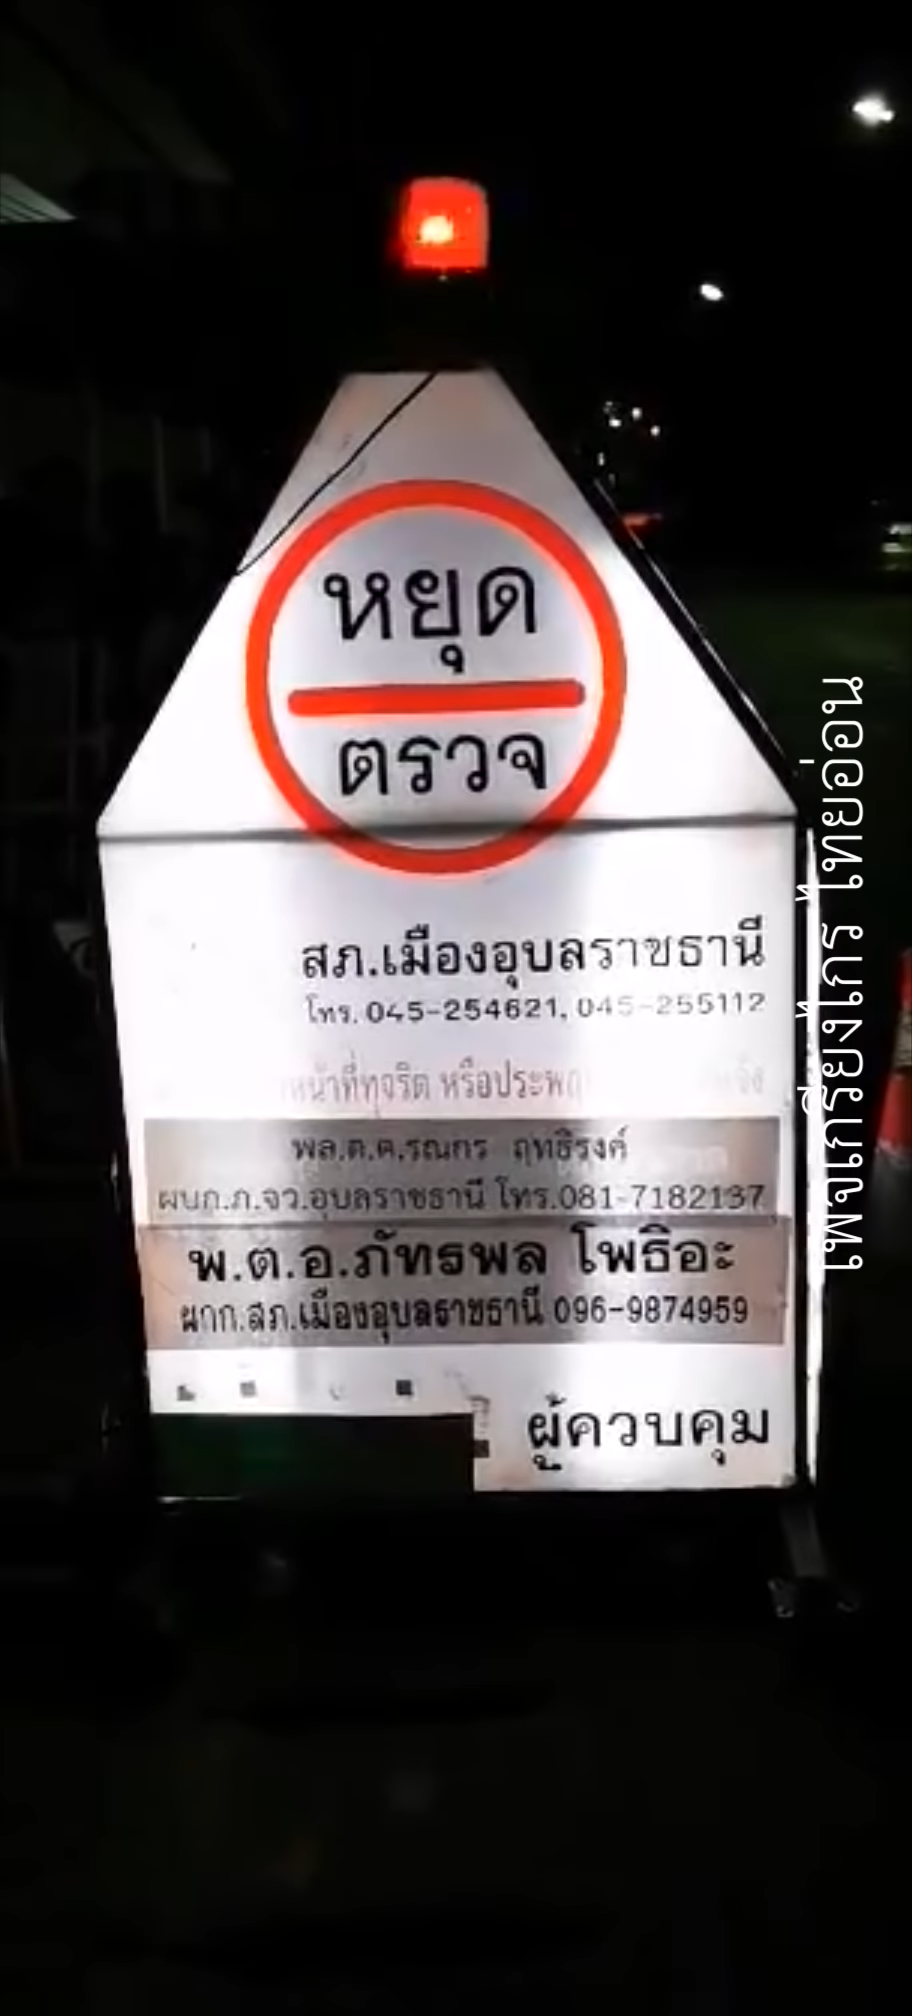 หยุด
ตรวจ
สภ.เมืองอุบลราชธานี
โทร. 045-254621, 045-255112
หน้าที่ทุจริต หรือประพฤ
พล.ต.ต.รณกร ฤทธิรงค์
ผบก.ภ.จว.อุบลราชธานี โทร.081-7182137
พ.ต.อ.ภัทรพล โพธิอะ
ผกก.สภ.เมืองอุบลราชธานี 096-9874959
ผู้ควบคุม